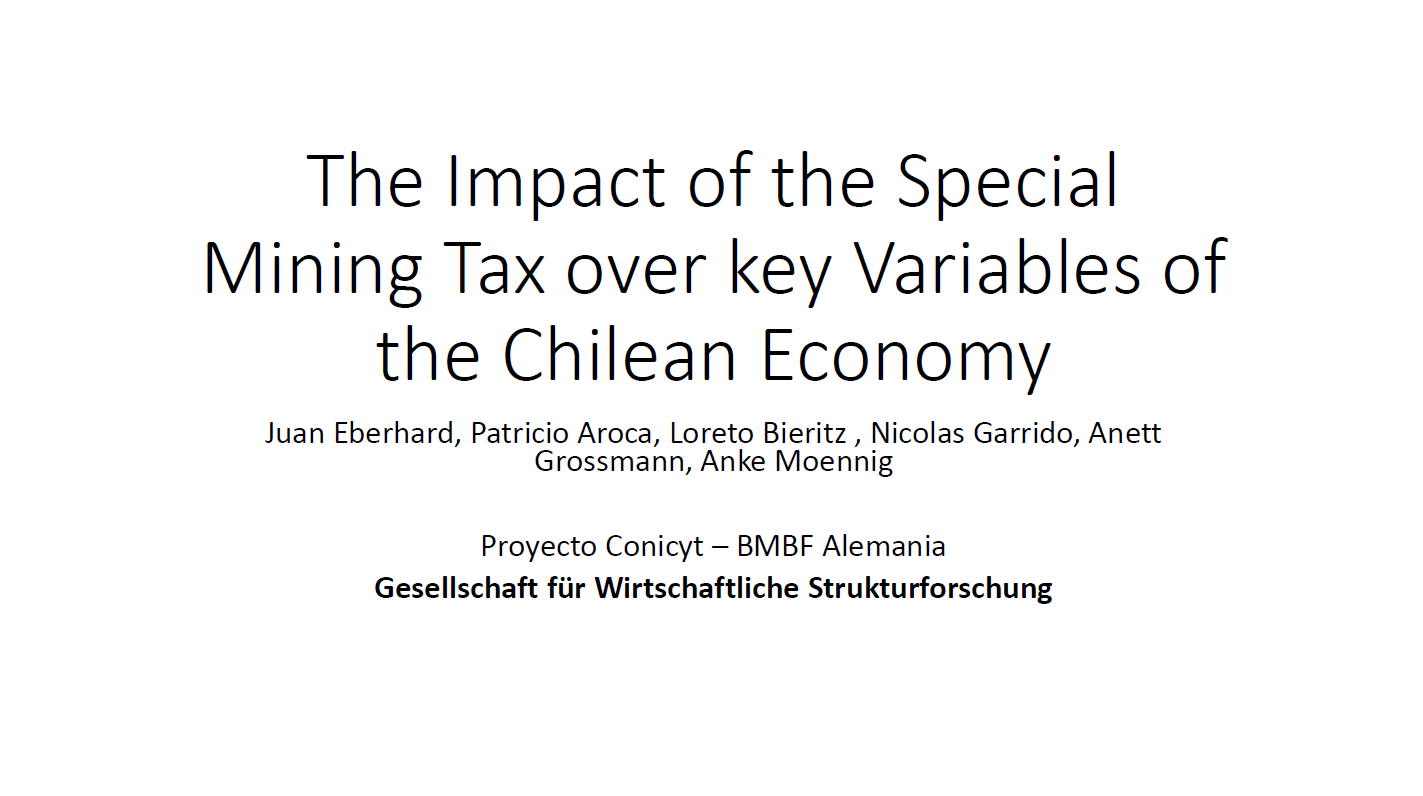 The Impact of the Special
Mining Tax over key Variables of
the Chilean Economy
Juan Eberhard, Patricio Aroca, Loreto Bieritz , Nicolas Garrido, Anett
Grossmann, Anke Moennig
Proyecto Conicyt – BMBF Alemania
Gesellschaft für Wirtschaftliche Strukturforschung